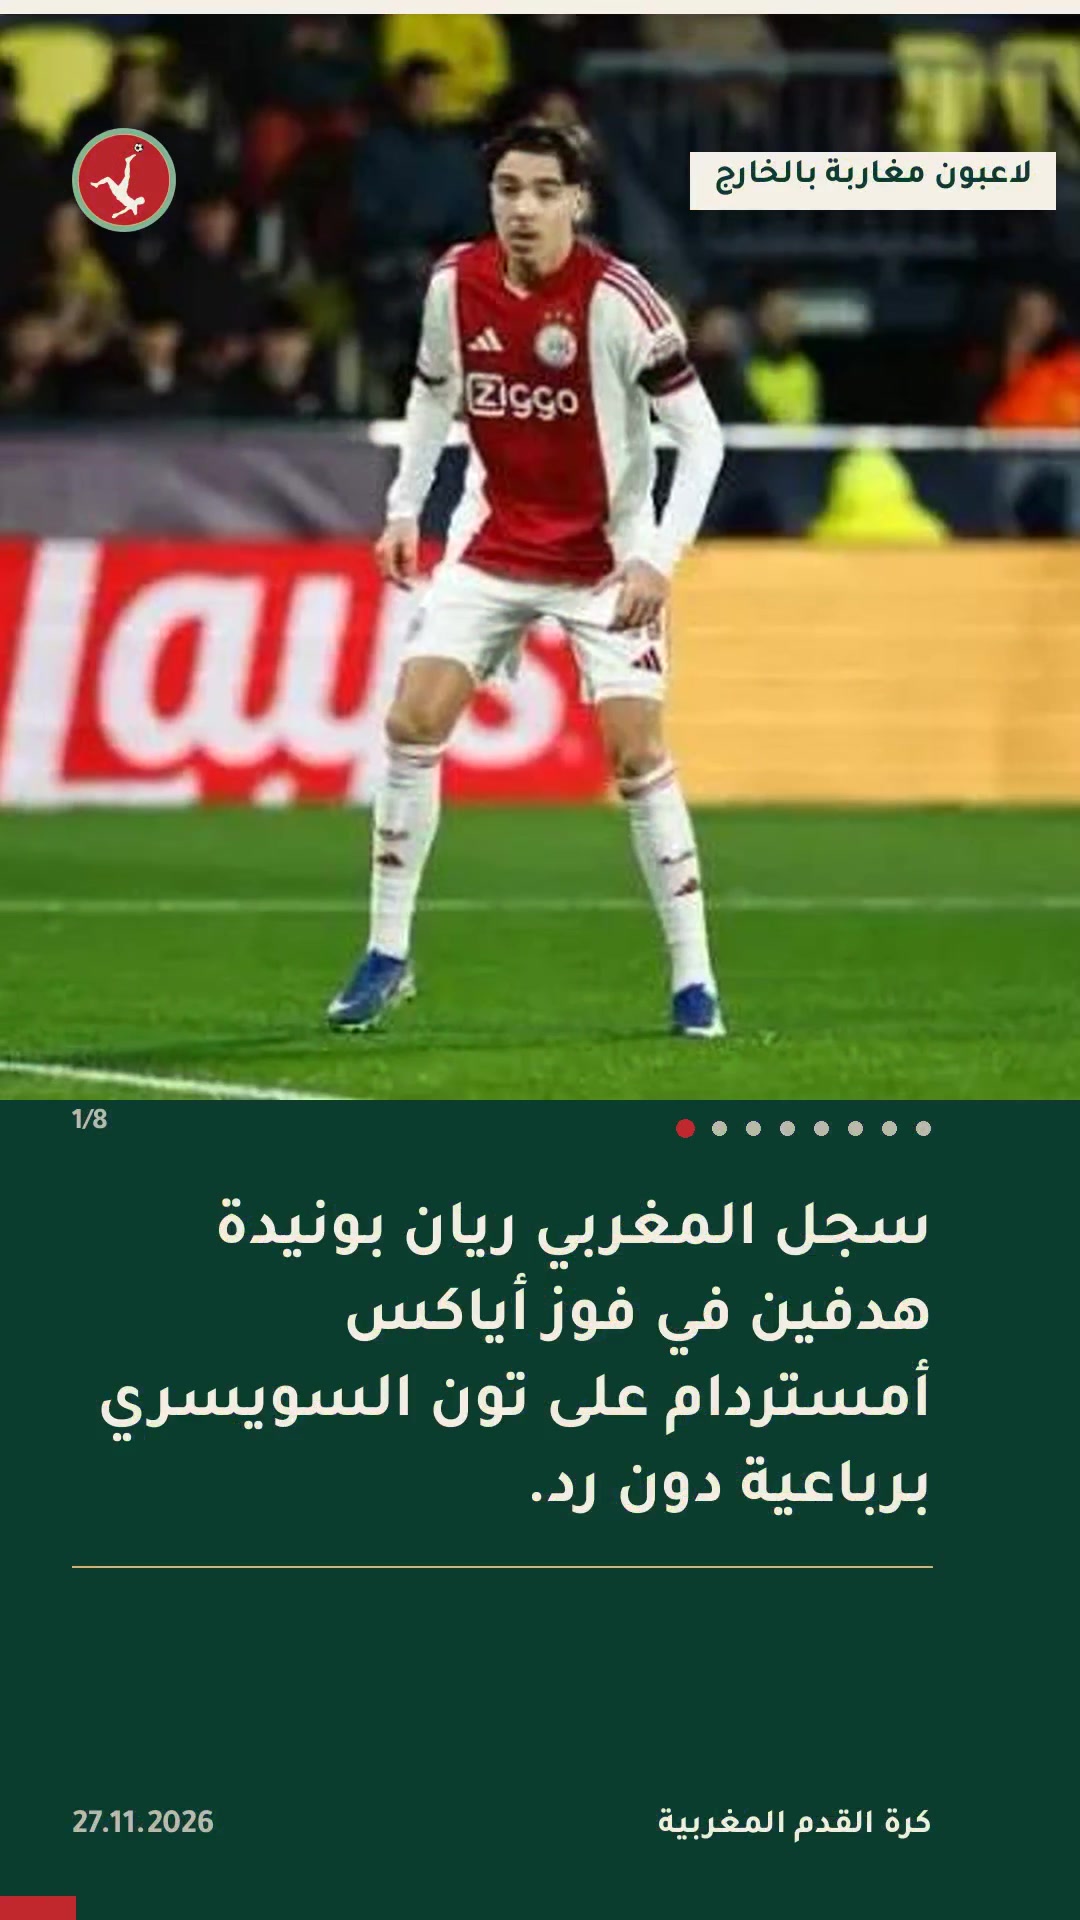 لاعبون مغاربة بالخارج
Ziggo
Lay's
1/8
سجل المغربي ريان بونيدة
هدفين في فوز أياكس
أمستردام على تون السويسري
برباعية دون رد.
27.11.2026
كرة القدم المغربية